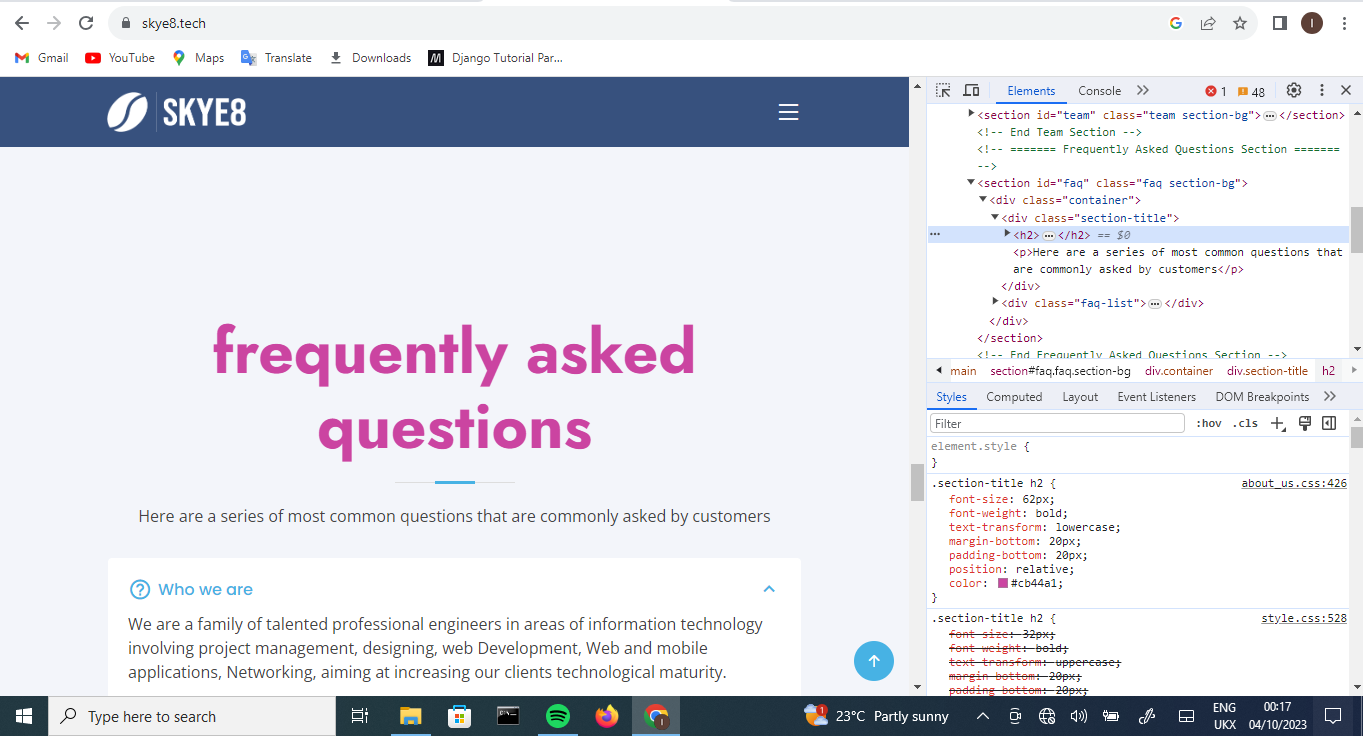 skye8.tech
I
Gmail
YouTube
Maps
Translate
Downloads
Django Tutorial Par...
SKYE8
frequently asked
questions
Here are a series of most common questions that are commonly asked by customers
Who we are
We are a family of talented professional engineers in areas of information technology
involving project management, designing, web Development, Web and mobile
applications, Networking, aiming at increasing our clients technological maturity.
Elements Console 1 48
<section id="team" class="team section-bg">…</section>
<!-- End Team Section -->
<!-- ======= Frequently Asked Questions Section =======
-->
<section id="faq" class="faq section-bg">
<div class="container">
<div class="section-title">
<h2>…</h2> == $0
<p>Here are a series of most common questions that
are commonly asked by customers</p>
</div>
<div class="faq-list">…</div>
</div>
</section>
<!-- End Frequently Asked Questions Section -->
main section#faq.faq.section-bg div.container div.section-title h2
Styles Computed Layout Event Listeners DOM Breakpoints
Filter :hov .cls
element.style {
}
.section-title h2 { about_us.css:426
font-size: 62px;
font-weight: bold;
text-transform: lowercase;
margin-bottom: 20px;
padding-bottom: 20px;
position: relative;
color: #cb44a1;
}
.section-title h2 { style.css:528
font-size: 32px;
font-weight: bold;
text-transform: uppercase;
margin-bottom: 20px;
padding-bottom: 20px;
Type here to search
1
23°C Partly sunny
ENG
UKX
00:17
04/10/2023